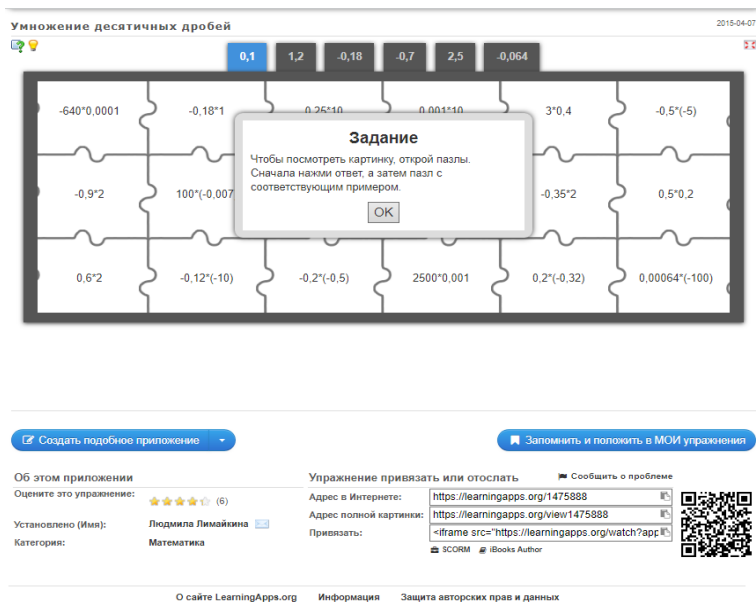 Умножение десятичных дробей
2015-04-07
0,1 1,2 -0,18 -0,7 2,5 -0,064
-640*0,0001 -0,18*1 0,25*10 0,001*10 3*0,4 -0,5*(-5)
Задание
Чтобы посмотреть картинку, открой пазлы.
Сначала нажми ответ, а затем пазл с
соответствующим примером.
OK
-0,9*2 100*(-0,007 -0,35*2 0,5*0,2
0,6*2 -0,12*(-10) -0,2*(-0,5) 2500*0,001 0,2*(-0,32) 0,00064*(-100)
Создать подобное приложение
Запомнить и положить в МОИ упражнения
Об этом приложении
Оцените это упражнение: (6)
Установлено (Имя): Людмила Лимайкина
Категория: Математика
Упражнение привязать или отослать
Сообщить о проблеме
Адрес в Интернете: https://learningapps.org/1475888
Адрес полной картинки: https://learningapps.org/view1475888
Привязать: <iframe src="https://learningapps.org/watch?app
SCORM iBooks Author
О сайте LearningApps.org Информация Защита авторских прав и данных